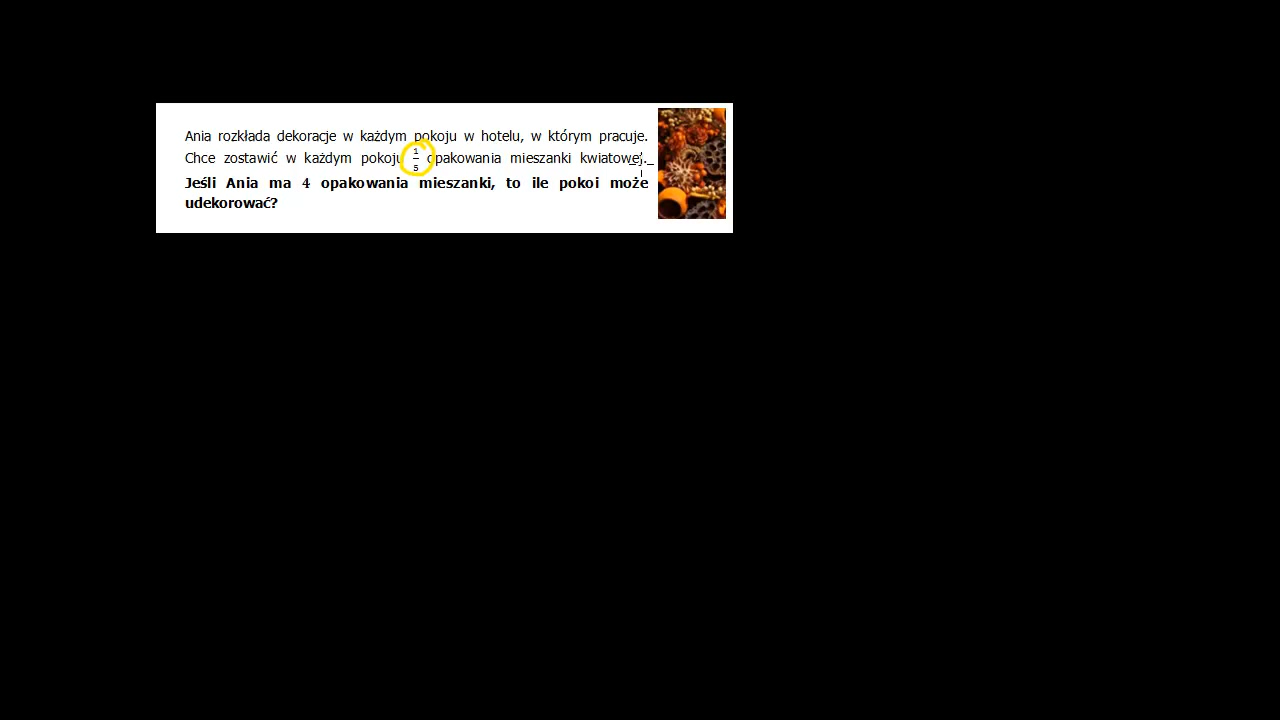 Ania rozkłada dekoracje w każdym pokoju w hotelu, w którym pracuje.
Chce zostawić w każdym pokoju 1/5 opakowania mieszanki kwiatowej.
Jeśli Ania ma 4 opakowania mieszanki, to ile pokoi może
udekorować?